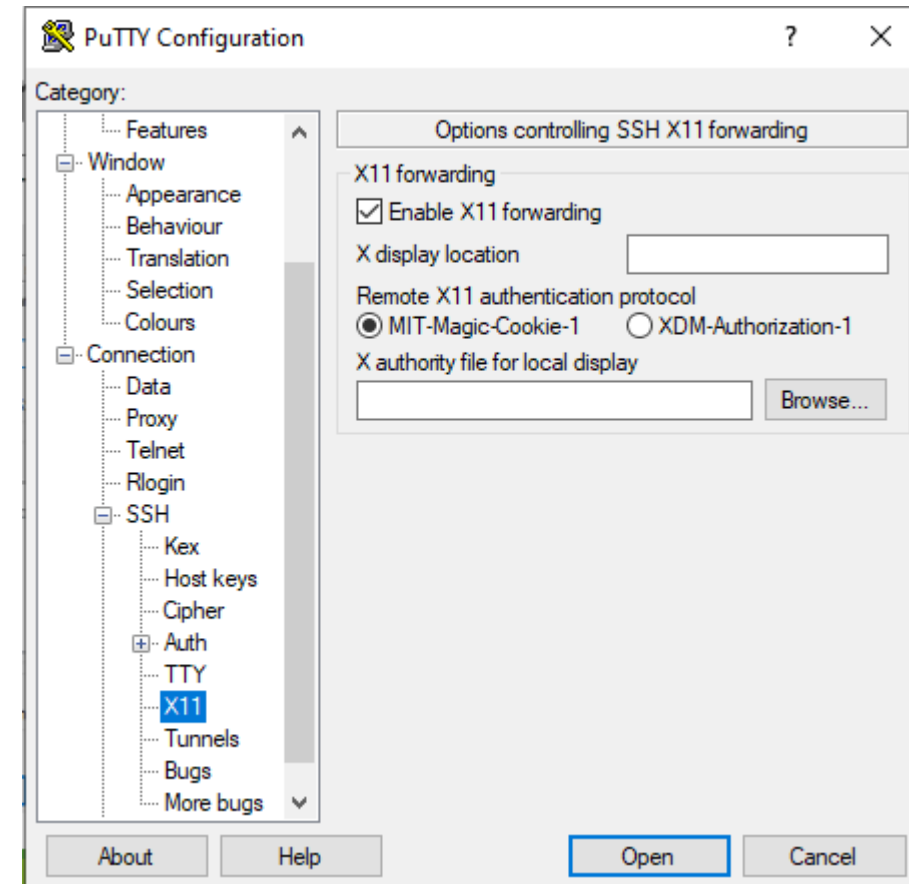 PuTTY Configuration
?
Category:
Features
Window
Appearance
Behaviour
Translation
Selection
Colours
Connection
Data
Proxy
Telnet
Rlogin
SSH
Kex
Host keys
Cipher
Auth
TTY
X11
Tunnels
Bugs
More bugs
Options controlling SSH X11 forwarding
X11 forwarding
Enable X11 forwarding
X display location
Remote X11 authentication protocol
MIT-Magic-Cookie-1 XDM-Authorization-1
X authority file for local display
Browse...
About Help Open Cancel